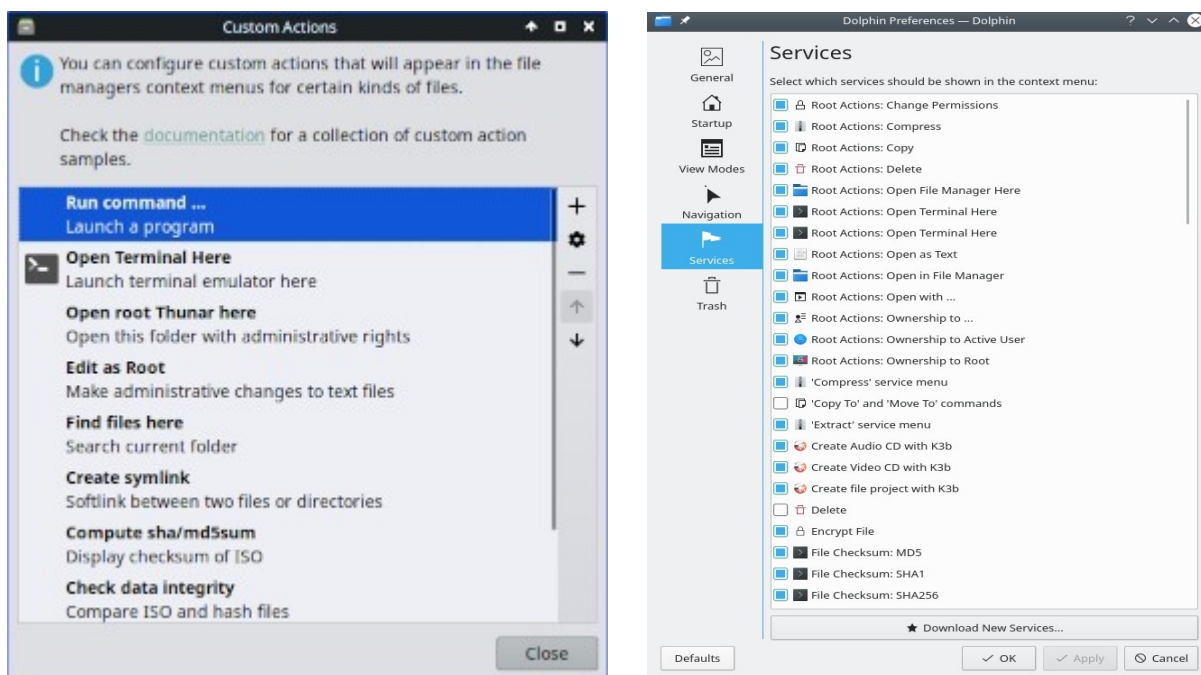 Custom Actions
You can configure custom actions that will appear in the file
managers context menus for certain kinds of files.
Check the documentation for a collection of custom action
samples.
Run command ...
Launch a program
Open Terminal Here
Launch terminal emulator here
Open root Thunar here
Open this folder with administrative rights
Edit as Root
Make administrative changes to text files
Find files here
Search current folder
Create symlink
Softlink between two files or directories
Compute sha/md5sum
Display checksum of ISO
Check data integrity
Compare ISO and hash files
Close
Dolphin Preferences — Dolphin
General
Startup
View Modes
Navigation
Services
Trash
Services
Select which services should be shown in the context menu:
Root Actions: Change Permissions
Root Actions: Compress
Root Actions: Copy
Root Actions: Delete
Root Actions: Open File Manager Here
Root Actions: Open Terminal Here
Root Actions: Open Terminal Here
Root Actions: Open as Text
Root Actions: Open in File Manager
Root Actions: Open with ...
Root Actions: Ownership to ...
Root Actions: Ownership to Active User
Root Actions: Ownership to Root
'Compress' service menu
'Copy To' and 'Move To' commands
'Extract' service menu
Create Audio CD with K3b
Create Video CD with K3b
Create file project with K3b
Delete
Encrypt File
File Checksum: MD5
File Checksum: SHA1
File Checksum: SHA256
Download New Services...
Defaults
OK
Apply
Cancel